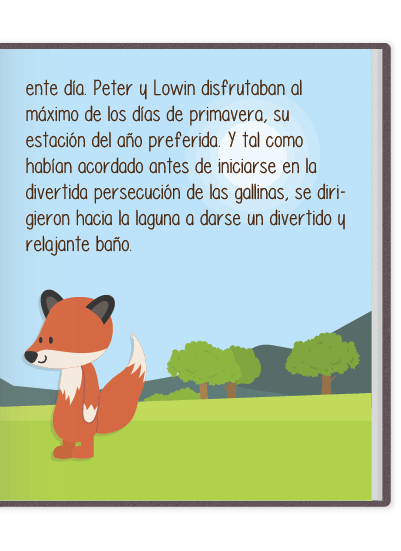 ente día. Peter y Lowin disfrutaban al
máximo de los días de primavera, su
estación del año preferida. Y tal como
habían acordado antes de iniciarse en la
divertida persecución de las gallinas, se diri-
gieron hacia la laguna a darse un divertido y
relajante baño.